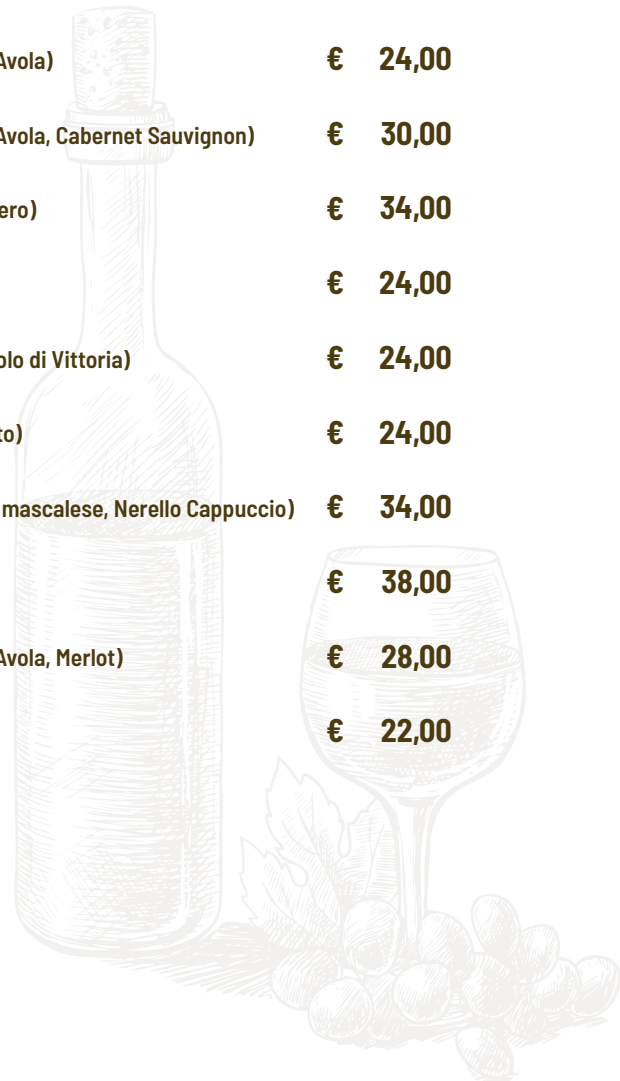 Avola) € 24,00
Avola, Cabernet Sauvignon) € 30,00
ero) € 34,00
€ 24,00
olo di Vittoria) € 24,00
to) € 24,00
mascalese, Nerello Cappuccio) € 34,00
€ 38,00
Avola, Merlot) € 28,00
€ 22,00